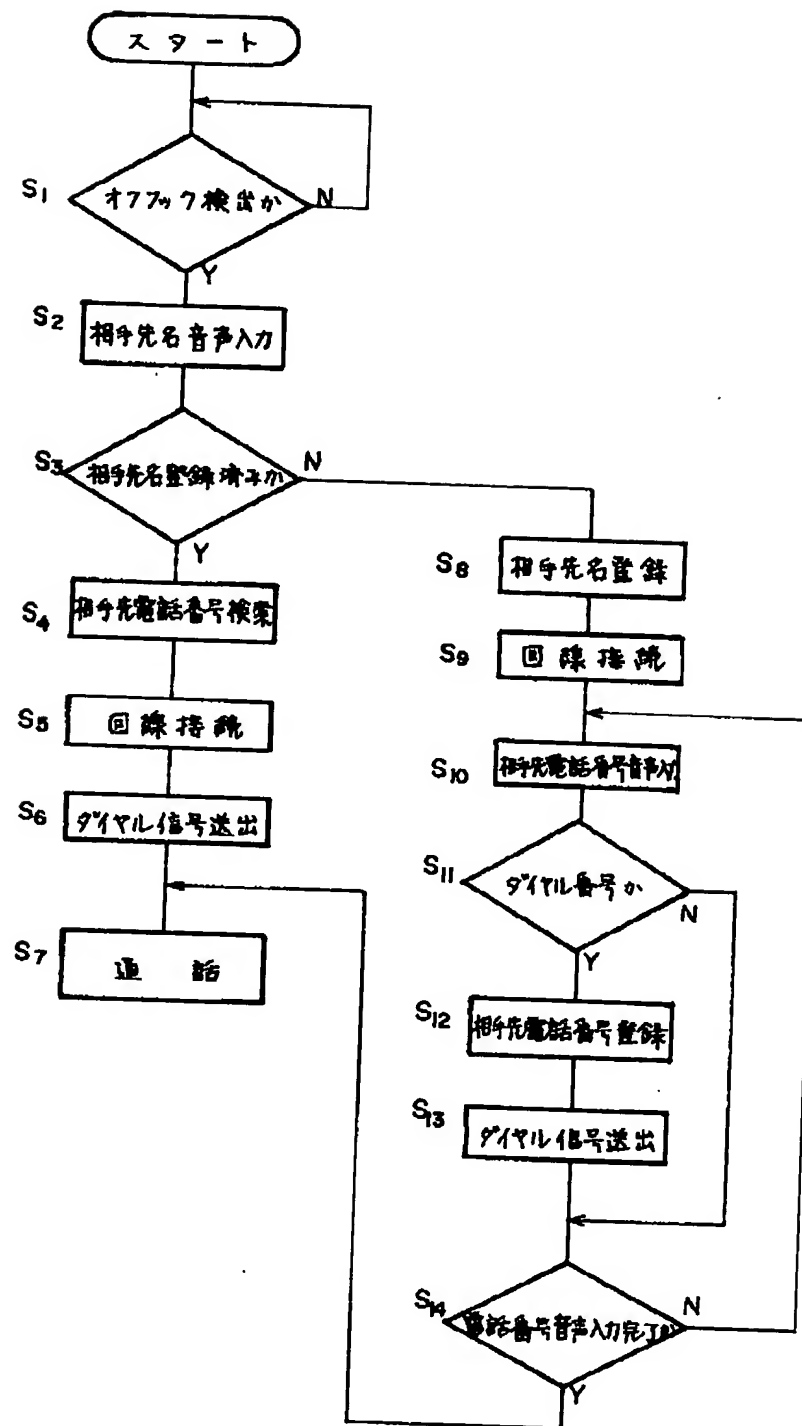 スタート
S1
オフフック検出か
N
Y
S2
相手先名音声入力
S3
相手先名登録済みか
N
Y
S4
相手先電話番号検索
S5
回線接続
S6
ダイヤル信号送出
S7
通話
S8
相手先名登録
S9
回線接続
S10
相手先電話番号音声入力
S11
ダイヤル番号か
N
Y
S12
相手先電話番号登録
S13
ダイヤル信号送出
S14
電話番号音声入力完了か
N
Y